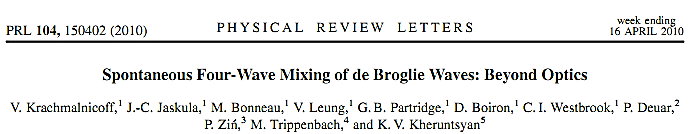 PRL 104, 150402 (2010)
PHYSICAL REVIEW LETTERS
week ending
16 APRIL 2010
Spontaneous Four-Wave Mixing of de Broglie Waves: Beyond Optics
V. Krachmalnicoff,1 J.-C. Jaskula,1 M. Bonneau,1 V. Leung,1 G. B. Partridge,1 D. Boiron,1 C. I. Westbrook,1 P. Deuar,2
P. Ziń,3 M. Trippenbach,4 and K. V. Kheruntsyan5